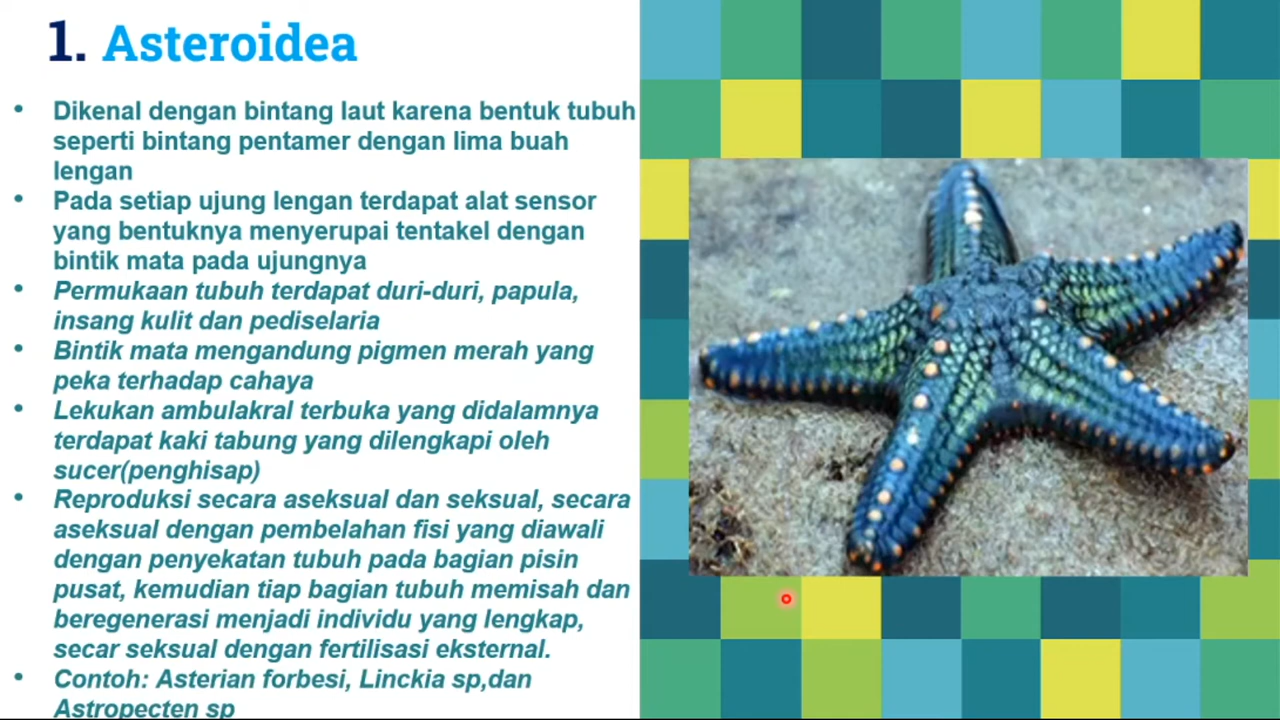 1. Asteroidea
• Dikenal dengan bintang laut karena bentuk tubuh
seperti bintang pentamer dengan lima buah
lengan
• Pada setiap ujung lengan terdapat alat sensor
yang bentuknya menyerupai tentakel dengan
bintik mata pada ujungnya
• Permukaan tubuh terdapat duri-duri, papula,
insang kulit dan pediselaria
• Bintik mata mengandung pigmen merah yang
peka terhadap cahaya
• Lekukan ambulakral terbuka yang didalamnya
terdapat kaki tabung yang dilengkapi oleh
sucer(penghisap)
• Reproduksi secara aseksual dan seksual, secara
aseksual dengan pembelahan fisi yang diawali
dengan penyekatan tubuh pada bagian pisin
pusat, kemudian tiap bagian tubuh memisah dan
beregenerasi menjadi individu yang lengkap,
secar seksual dengan fertilisasi eksternal.
• Contoh: Asterian forbesi, Linckia sp,dan
Astropecten sp